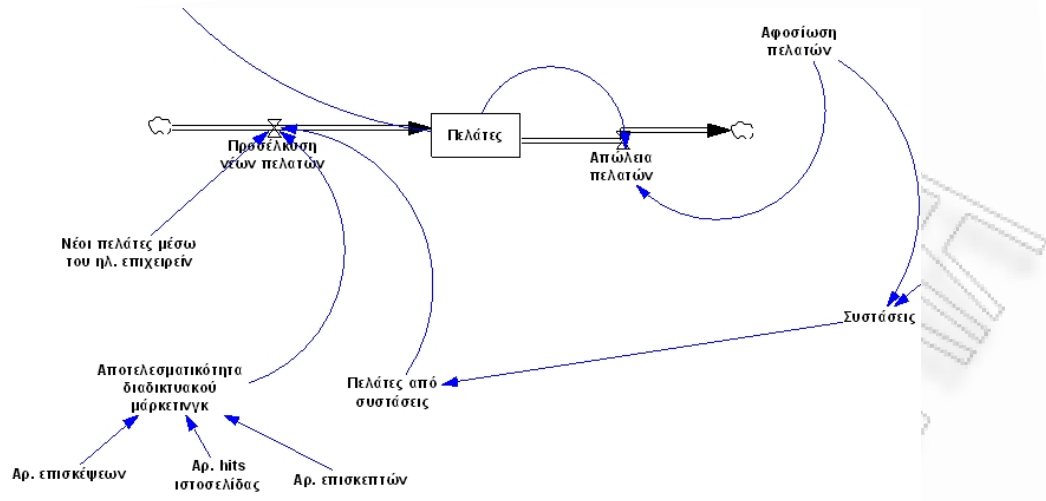 Αφοσίωση
πελατών
Πελάτες
Προσέλκυση
νέων πελατών
Απώλεια
πελατών
Νέοι πελάτες μέσω
του ηλ. επιχειρείν
Συστάσεις
Αποτελεσματικότητα
διαδικτυακού
μάρκετινγκ
Πελάτες από
συστάσεις
Αρ. επισκέψεων
Αρ. hits
ιστοσελίδας
Αρ. επισκεπτών